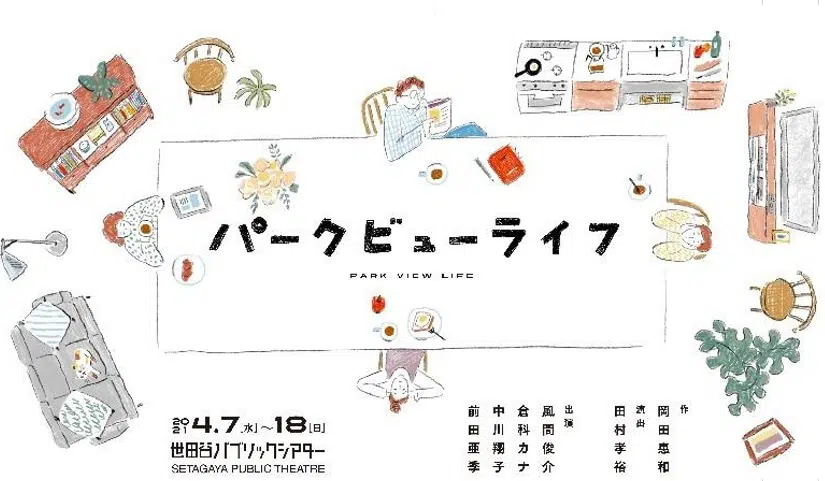 パークビューライフ
PARK VIEW LIFE
2021 4.7[水]～18[日]
世田谷パブリックシアター
SETAGAYA PUBLIC THEATRE
作
岡田惠和
演出
田村孝裕
出演
風間俊介
倉科カナ
中川翔子
前田亜季